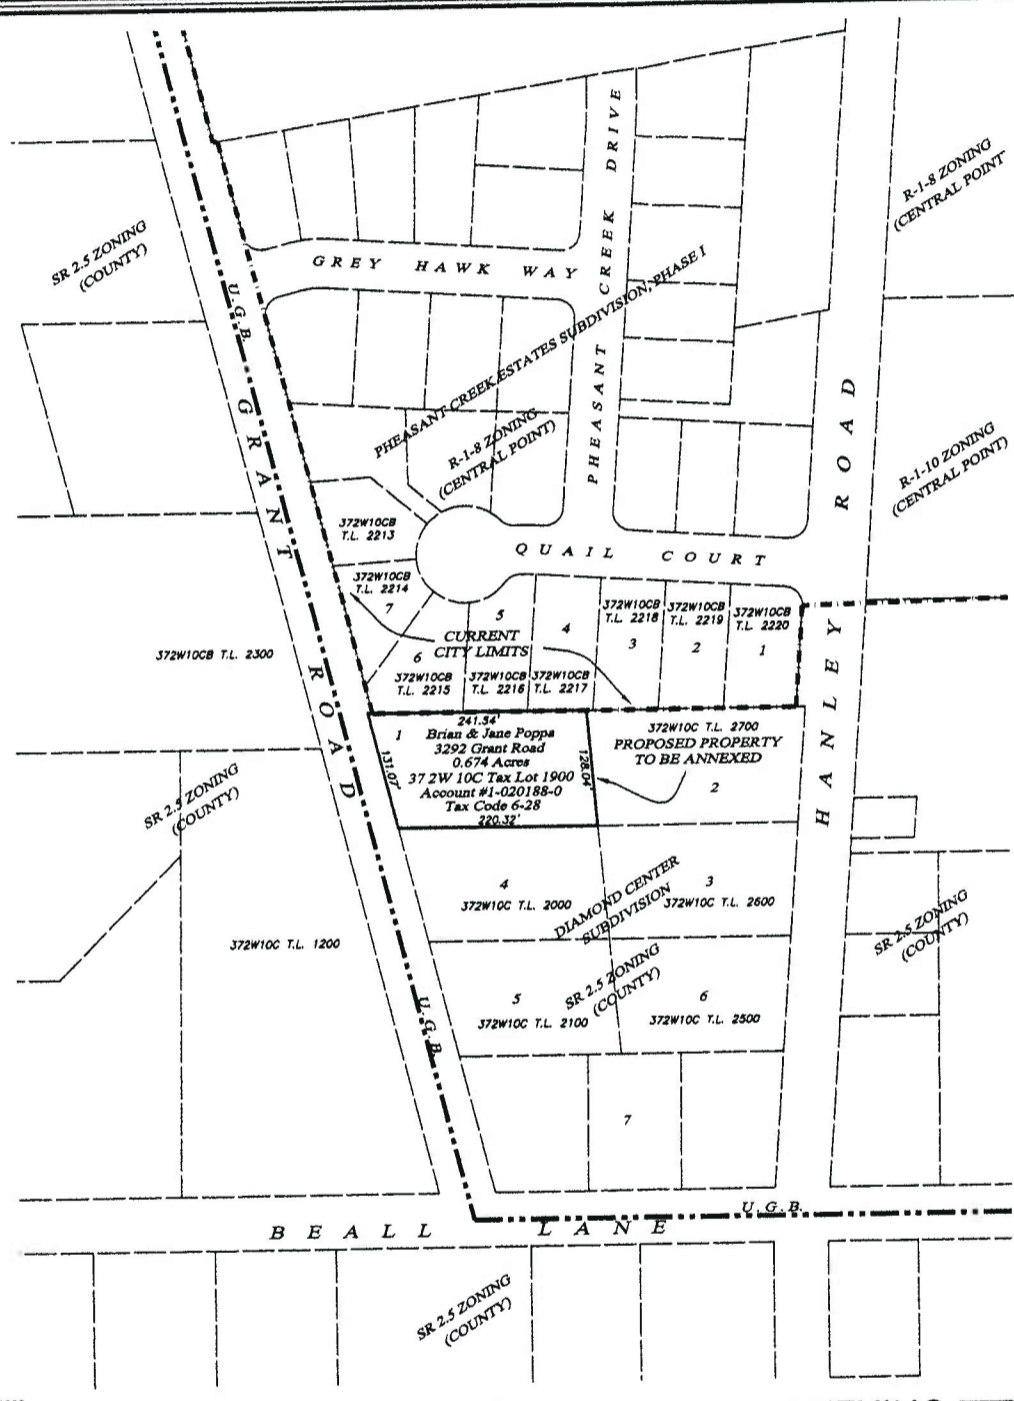 R-1-8 ZONING
(CENTRAL POINT
SR 2.5 ZONING
(COUNTY)
GREY HAWK WAY
PHEASANT CREEK DRIVE
U.G.B.
PHEASANT CREEK ESTATES SUBDIVISION, PHASE I
R-1-8 ZONING
(CENTRAL POINT)
GRANT ROAD
HANLEY ROAD
R-1-10 ZONING
(CENTRAL POINT)
372W10CB
T.L. 2213
QUAIL COURT
372W10CB
T.L. 2214
7
372W10CB T.L. 2300
CURRENT
CITY LIMITS
6
372W10CB
T.L. 2215
5
372W10CB
T.L. 2216
4
372W10CB
T.L. 2217
372W10CB
T.L. 2218
3
372W10CB
T.L. 2219
2
372W10CB
T.L. 2220
1
241.54'
1
Brian & Jane Poppa
3292 Grant Road
0.674 Acres
37 2W 10C Tax Lot 1900
Account #1-020188-0
Tax Code 6-28
220.32'
131.07'
128.04'
372W10C T.L. 2700
PROPOSED PROPERTY
TO BE ANNEXED
2
SR 2.5 ZONING
(COUNTY)
4
372W10C T.L. 2000
DIAMOND CENTER
SUBDIVISION
3
372W10C T.L. 2600
372W10C T.L. 1200
SR 2.5 ZONING
(COUNTY)
5
372W10C T.L. 2100
SR 2.5 ZONING
(COUNTY)
6
372W10C T.L. 2500
U.G.B.
7
U.G.B.
BEALL LANE
SR 2.5 ZONING
(COUNTY)